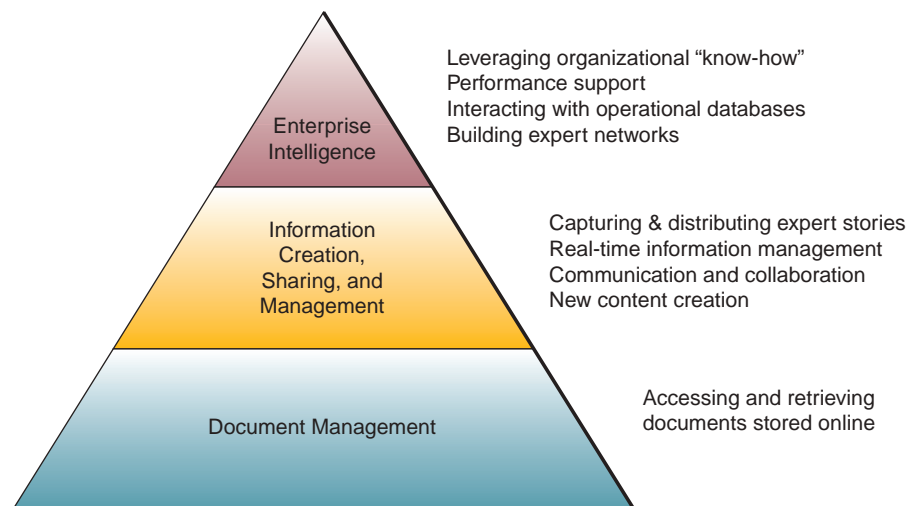 Enterprise
Intelligence
Leveraging organizational “know-how”
Performance support
Interacting with operational databases
Building expert networks
Information
Creation,
Sharing, and
Management
Capturing & distributing expert stories
Real-time information management
Communication and collaboration
New content creation
Document Management
Accessing and retrieving
documents stored online